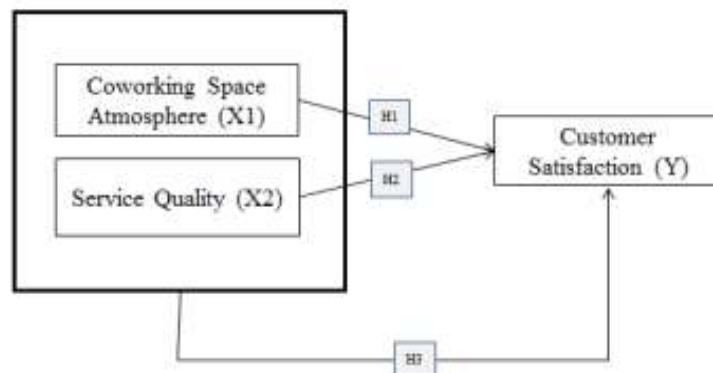 Coworking Space
Atmosphere (X1)
H1
Customer
Satisfaction (Y)
Service Quality (X2)
H2
H3